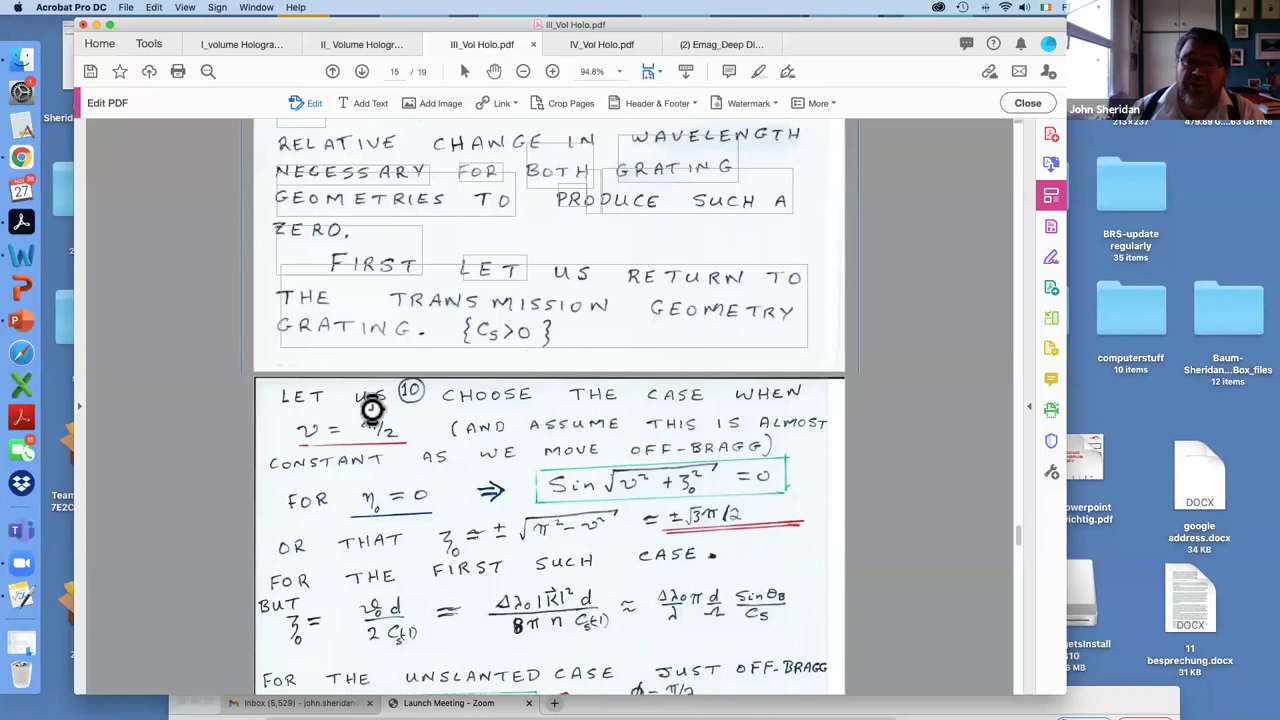 Acrobat Pro DC File Edit View Sign Window Help
III_Vol Holo.pdf
Home Tools I_volume Hologra... II_ Volume Hologr... III_Vol Holo.pdf × IV_Vol Holo.pdf (2) Emag_Deep Di...
15 / 19 94.8%
Edit PDF Edit Add Text Add Image Link Crop Pages Header & Footer Watermark More Close
John Sheridan
RELATIVE CHANGE IN WAVELENGTH
NECESSARY FOR BOTH GRATING
GEOMETRIES TO PRODUCE SUCH A
ZERO.
FIRST LET US RETURN TO
THE TRANSMISSION GEOMETRY
GRATING. {Cs>0}
LET US 10 CHOOSE THE CASE WHEN
(AND ASSUME THIS IS ALMOST
CONSTANT AS WE MOVE OFF-BRAGG)
FOR η₀ = 0 ⇒ Sin√(v² + ξ₀²) = 0
OR THAT ξ₀ ≈ ± √(π² - v²) ≈ ± √3π/2
FOR THE FIRST SUCH CASE.
BUT
FOR THE UNSLANTED CASE JUST OFF-BRAGG
φ = π/2
BRS-update
regularly
35 items
computerstuff
10 items
Baum-
Sheridan...Box_files
12 items
google
address.docx
34 KB
11
besprechung.docx
31 KB
Inbox (5,529) - john.sheridan × Launch Meeting - Zoom ×